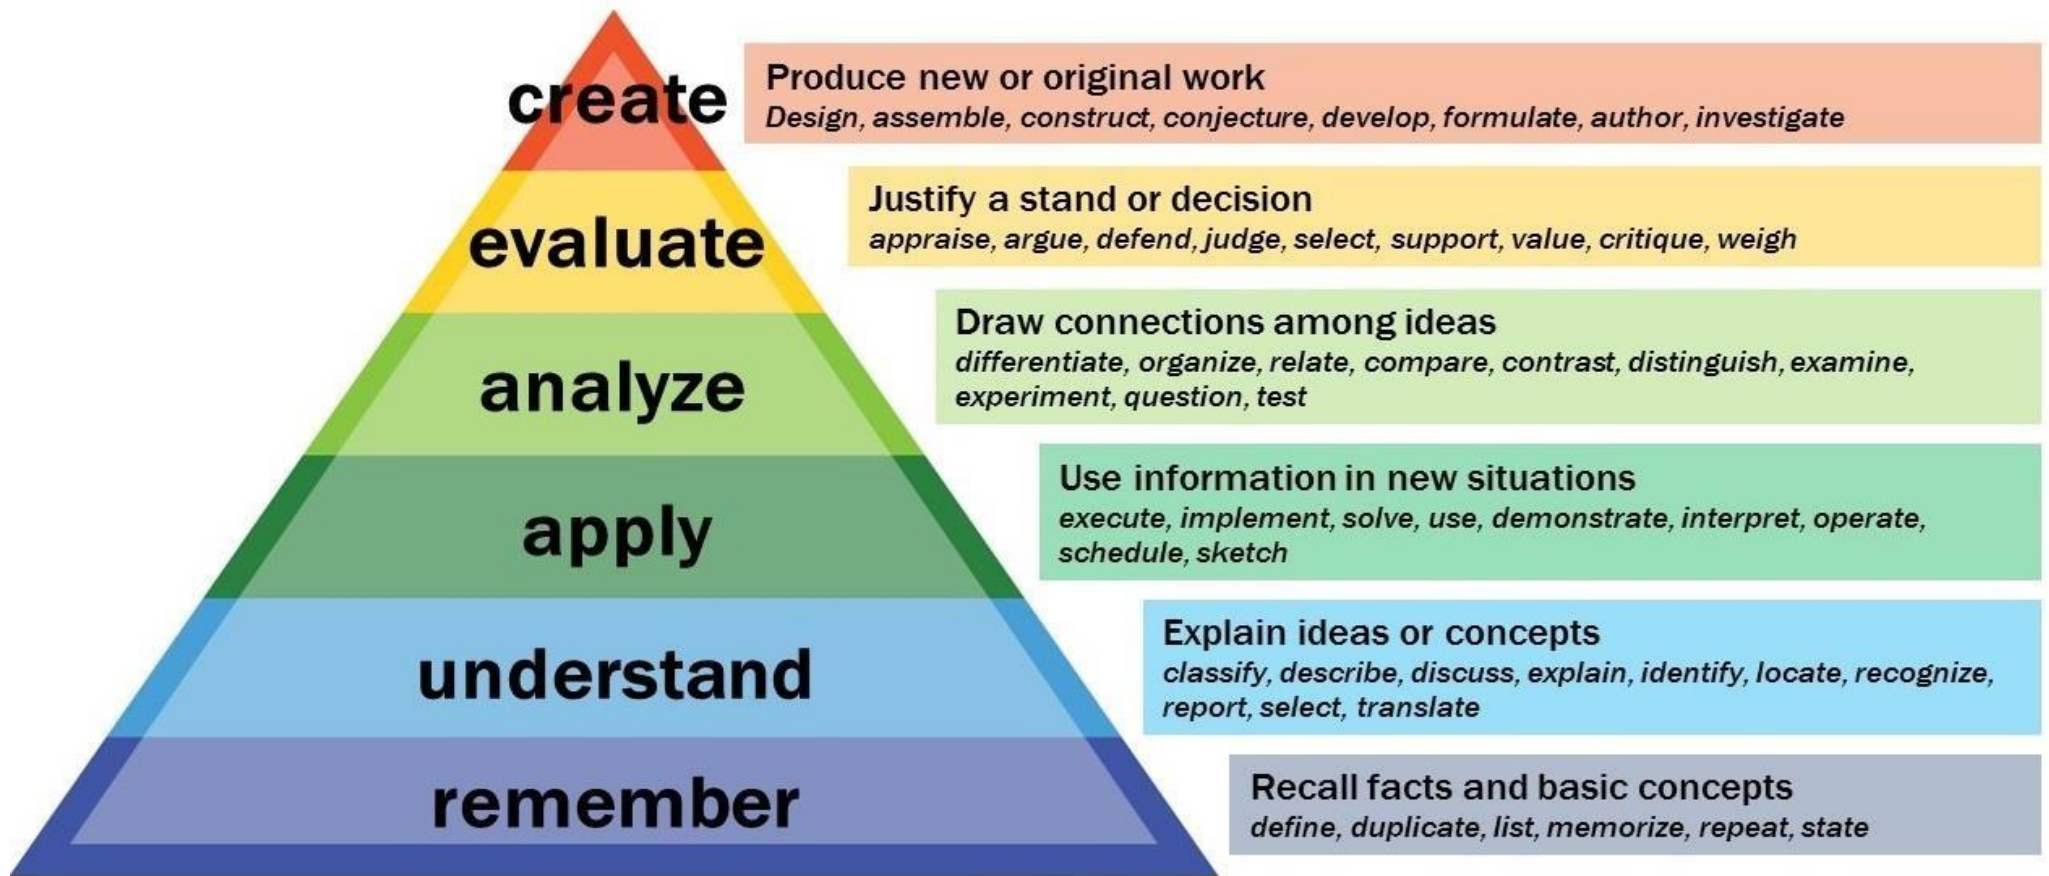 create
Produce new or original work
Design, assemble, construct, conjecture, develop, formulate, author, investigate
evaluate
Justify a stand or decision
appraise, argue, defend, judge, select, support, value, critique, weigh
analyze
Draw connections among ideas
differentiate, organize, relate, compare, contrast, distinguish, examine,
experiment, question, test
apply
Use information in new situations
execute, implement, solve, use, demonstrate, interpret, operate,
schedule, sketch
understand
Explain ideas or concepts
classify, describe, discuss, explain, identify, locate, recognize,
report, select, translate
remember
Recall facts and basic concepts
define, duplicate, list, memorize, repeat, state